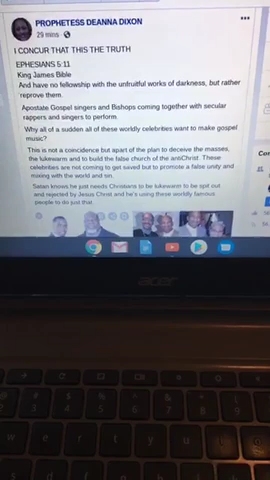 PROPHETESS DEANNA DIXON
29 mins
I CONCUR THAT THIS THE TRUTH
EPHESIANS 5:11
King James Bible
And have no fellowship with the unfruitful works of darkness, but rather
reprove them.
Apostate Gospel singers and Bishops coming together with secular
rappers and singers to perform.
Why all of a sudden all of these worldly celebrities want to make gospel
music?
This is not a coincidence but apart of the plan to deceive the masses,
the lukewarm and to build the false church of the antiChrist. These
celebrities are not coming to get saved but to promote a false unity and
mixing with the world and sin.
Satan knows he just needs Christians to be lukewarm to be spit out
and rejected by Jesus Christ and he's using these worldly famous
people to do just that.
acer
w e r t y u